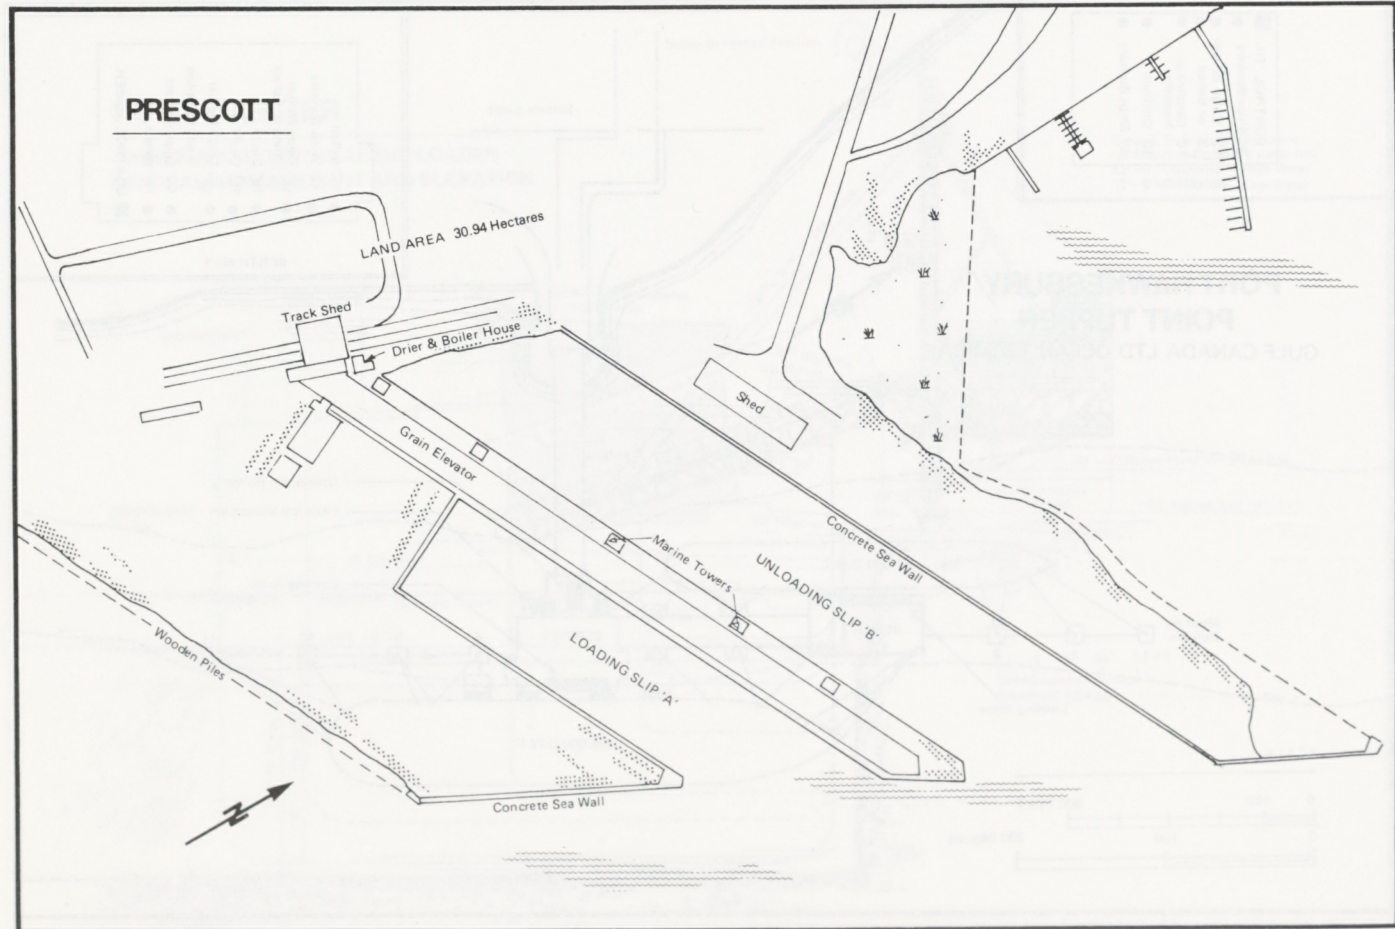 PRESCOTT
LAND AREA 30.94 Hectares
Track Shed
Drier & Boiler House
Shed
Grain Elevator
Concrete Sea Wall
Marine Towers
UNLOADING SLIP 'B'
LOADING SLIP 'A'
Wooden Piles
Concrete Sea Wall
N